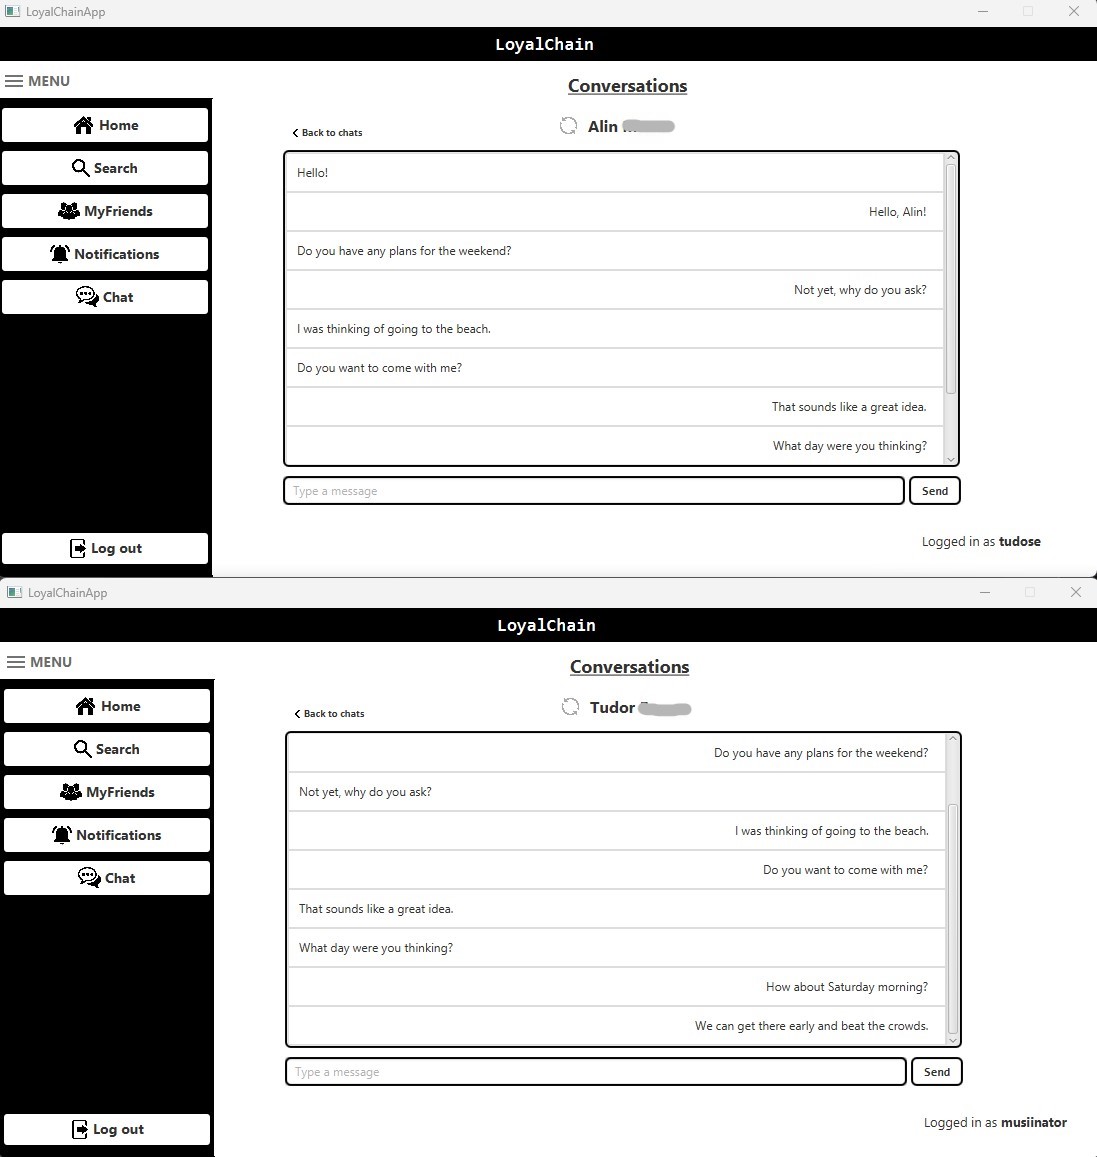 LoyalChainApp
LoyalChain
MENU
Conversations
Home
Search
MyFriends
Notifications
Chat
Log out
Back to chats
Alin
Hello!
Hello, Alin!
Do you have any plans for the weekend?
Not yet, why do you ask?
I was thinking of going to the beach.
Do you want to come with me?
That sounds like a great idea.
What day were you thinking?
Type a message
Send
Logged in as tudose
LoyalChainApp
LoyalChain
MENU
Conversations
Home
Search
MyFriends
Notifications
Chat
Log out
Back to chats
Tudor
Do you have any plans for the weekend?
Not yet, why do you ask?
I was thinking of going to the beach.
Do you want to come with me?
That sounds like a great idea.
What day were you thinking?
How about Saturday morning?
We can get there early and beat the crowds.
Type a message
Send
Logged in as musiinator